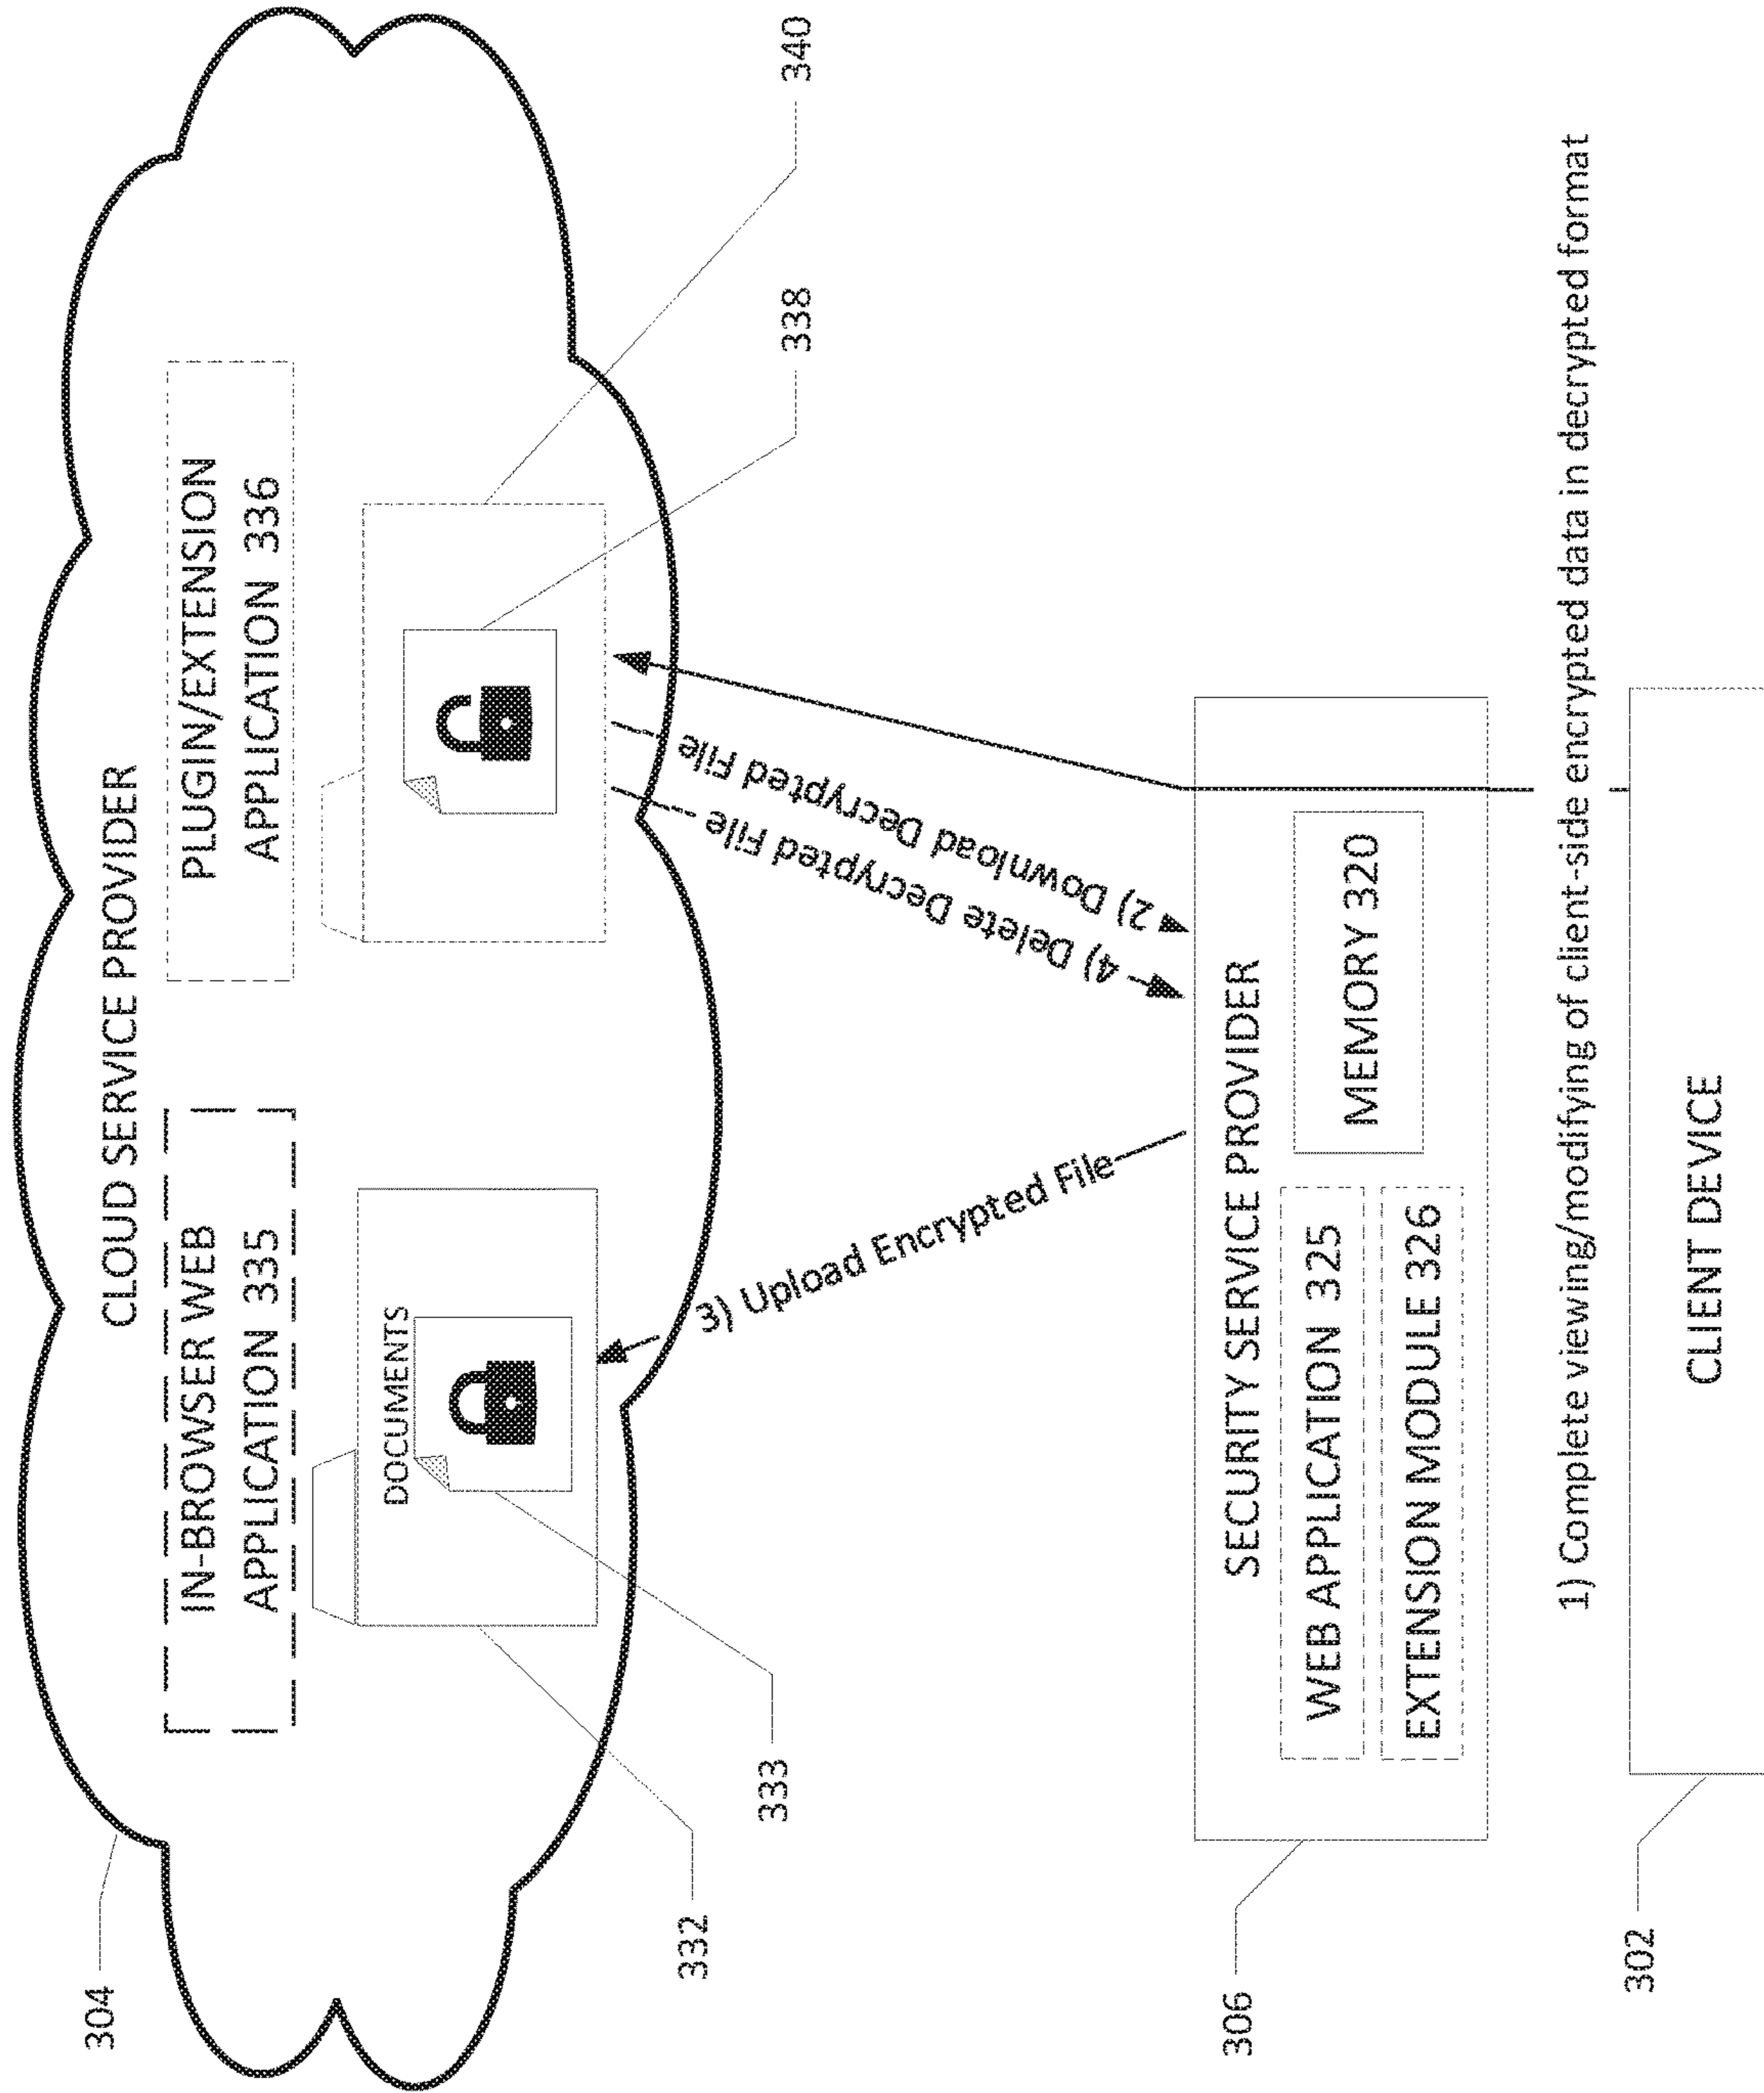 304
CLOUD SERVICE PROVIDER
IN-BROWSER WEB
APPLICATION 335
PLUGIN/EXTENSION
APPLICATION 336
DOCUMENTS
332
333
338
340
3) Upload Encrypted File
4) Delete Decrypted File
2) Download Decrypted File
306
SECURITY SERVICE PROVIDER
WEB APPLICATION 325
EXTENSION MODULE 326
MEMORY 320
1) Complete viewing/modifying of client-side encrypted data in decrypted format
302
CLIENT DEVICE